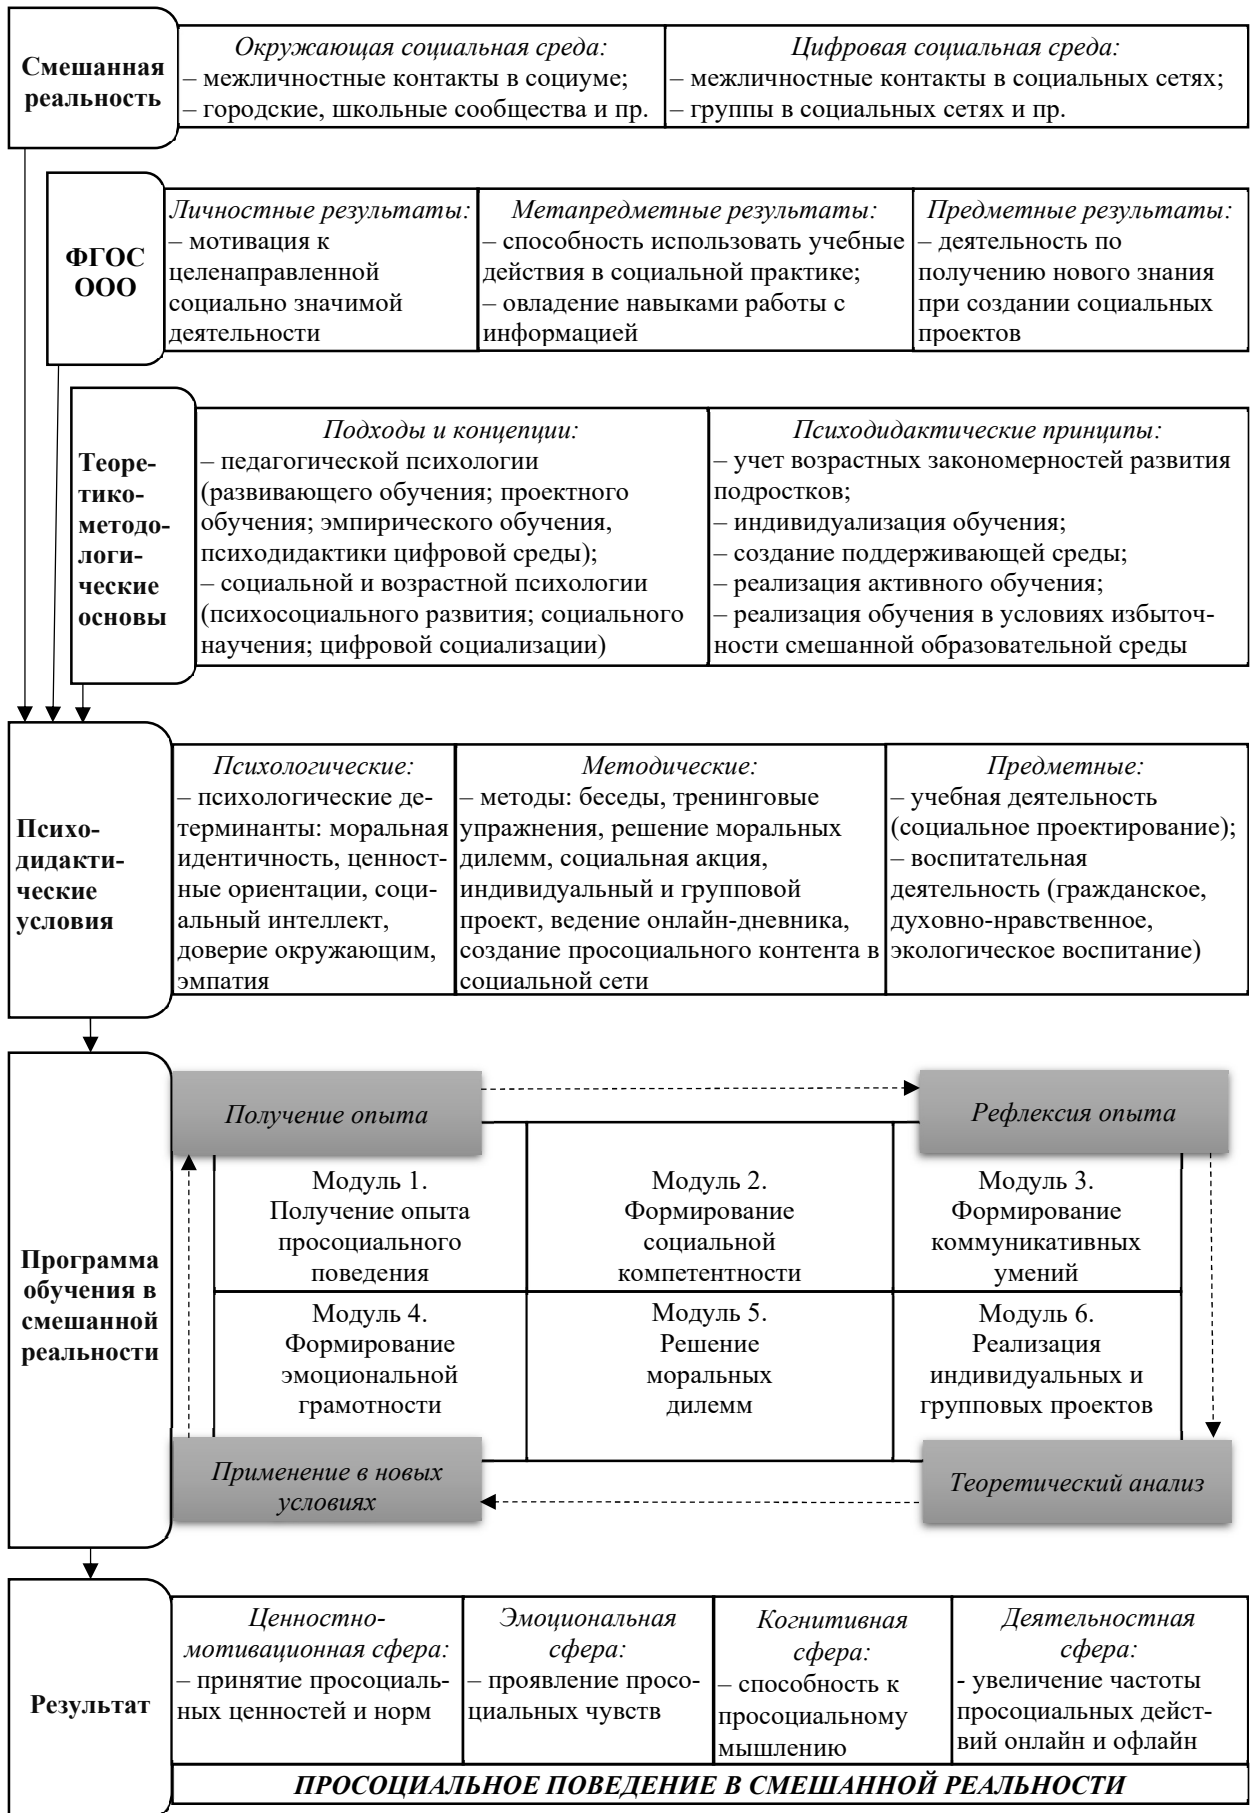 Смешанная
реальность
Окружающая социальная среда:
– межличностные контакты в социуме;
– городские, школьные сообщества и пр.
Цифровая социальная среда:
– межличностные контакты в социальных сетях;
– группы в социальных сетях и пр.
ФГОС
ООО
Личностные результаты:
– мотивация к
целенаправленной
социально значимой
деятельности
Метапредметные результаты:
– способность использовать учебные
действия в социальной практике;
– овладение навыками работы с
информацией
Предметные результаты:
– деятельность по
получению нового знания
при создании социальных
проектов
Теоре-
тико-
методо-
логи-
ческие
основы
Подходы и концепции:
– педагогической психологии
(развивающего обучения; проектного
обучения; эмпирического обучения,
психодидактики цифровой среды);
– социальной и возрастной психологии
(психосоциального развития; социального
научения; цифровой социализации)
Психодидактические принципы:
– учет возрастных закономерностей развития
подростков;
– индивидуализация обучения;
– создание поддерживающей среды;
– реализация активного обучения;
– реализация обучения в условиях избыточ-
ности смешанной образовательной среды
Психо-
дидакти-
ческие
условия
Психологические:
– психологические де-
терминанты: моральная
идентичность, ценност-
ные ориентации, соци-
альный интеллект,
доверие окружающим,
эмпатия
Методические:
– методы: беседы, тренинговые
упражнения, решение моральных
дилемм, социальная акция,
индивидуальный и групповой
проект, ведение онлайн-дневника,
создание просоциального контента в
социальной сети
Предметные:
– учебная деятельность
(социальное проектирование);
– воспитательная
деятельность (гражданское,
духовно-нравственное,
экологическое воспитание)
Программа
обучения в
смешанной
реальности
Получение опыта
Рефлексия опыта
Модуль 1.
Получение опыта
просоциального
поведения
Модуль 2.
Формирование
социальной
компетентности
Модуль 3.
Формирование
коммуникативных
умений
Модуль 4.
Формирование
эмоциональной
грамотности
Модуль 5.
Решение
моральных
дилемм
Модуль 6.
Реализация
индивидуальных и
групповых проектов
Применение в новых
условиях
Теоретический анализ
Результат
Ценностно-
мотивационная сфера:
– принятие просоциаль-
ных ценностей и норм
Эмоциональная
сфера:
– проявление просо-
циальных чувств
Когнитивная
сфера:
– способность к
просоциальному
мышлению
Деятельностная
сфера:
- увеличение частоты
просоциальных дейст-
вий онлайн и офлайн
ПРОСОЦИАЛЬНОЕ ПОВЕДЕНИЕ В СМЕШАННОЙ РЕАЛЬНОСТИ